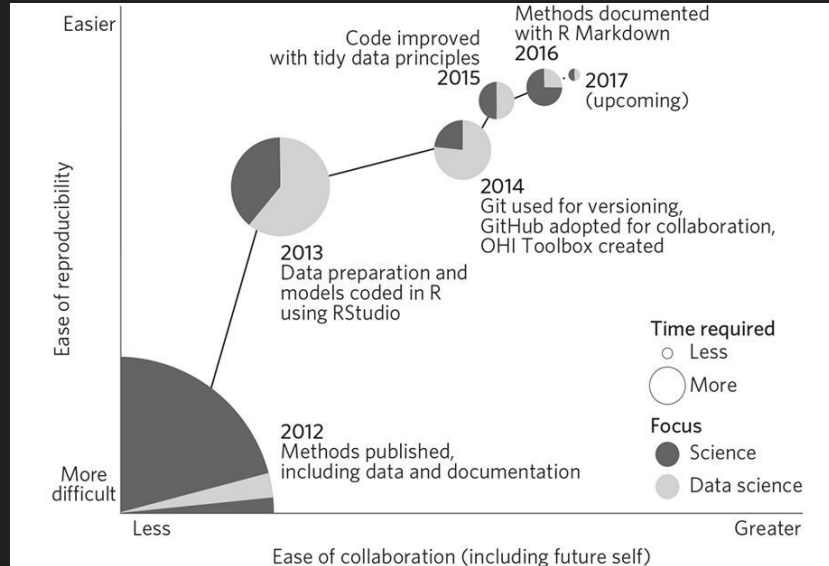 Easier
Methods documented
with R Markdown
2016
Code improved
with tidy data principles
2015
2017
(upcoming)
2014
Git used for versioning,
GitHub adopted for collaboration,
OHI Toolbox created
2013
Data preparation and
models coded in R
using RStudio
Ease of reproducibility
Time required
Less
More
Focus
Science
Data science
2012
Methods published,
including data and documentation
More
difficult
Less
Greater
Ease of collaboration (including future self)